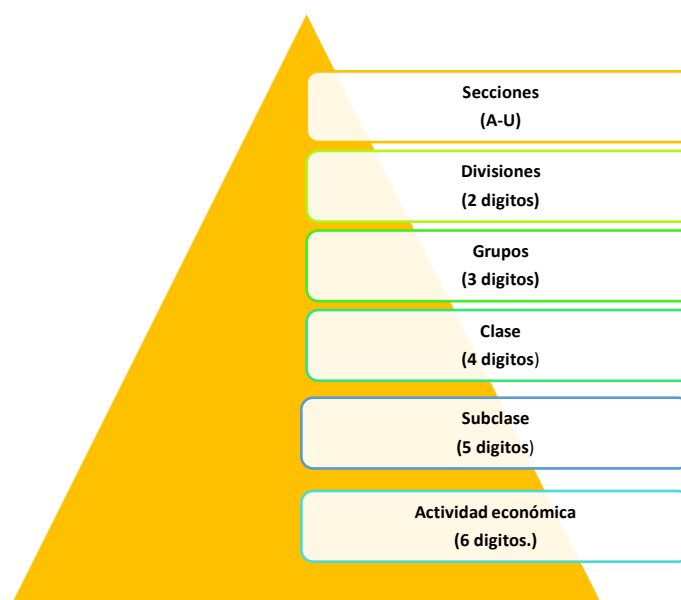 Secciones
(A-U)
Divisiones
(2 digitos)
Grupos
(3 digitos)
Clase
(4 digitos)
Subclase
(5 digitos)
Actividad económica
(6 digitos.)